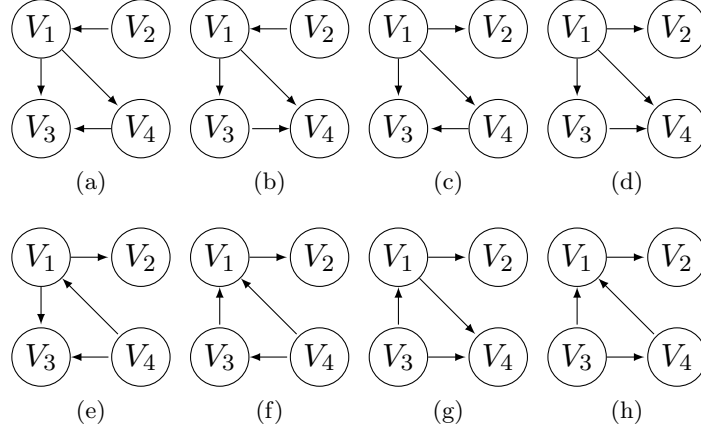 V₁ V₂ V₁ V₂ V₁ V₂ V₁ V₂
V₃ V₄ V₃ V₄ V₃ V₄ V₃ V₄
(a) (b) (c) (d)
V₁ V₂ V₁ V₂ V₁ V₂ V₁ V₂
V₃ V₄ V₃ V₄ V₃ V₄ V₃ V₄
(e) (f) (g) (h)